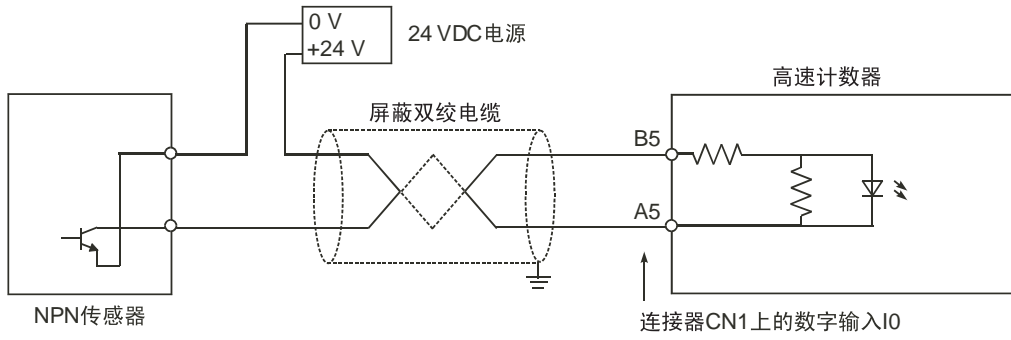 0 V
+24 V
24 VDC电源
高速计数器
屏蔽双绞电缆
B5
A5
NPN传感器
连接器CN1上的数字输入I0